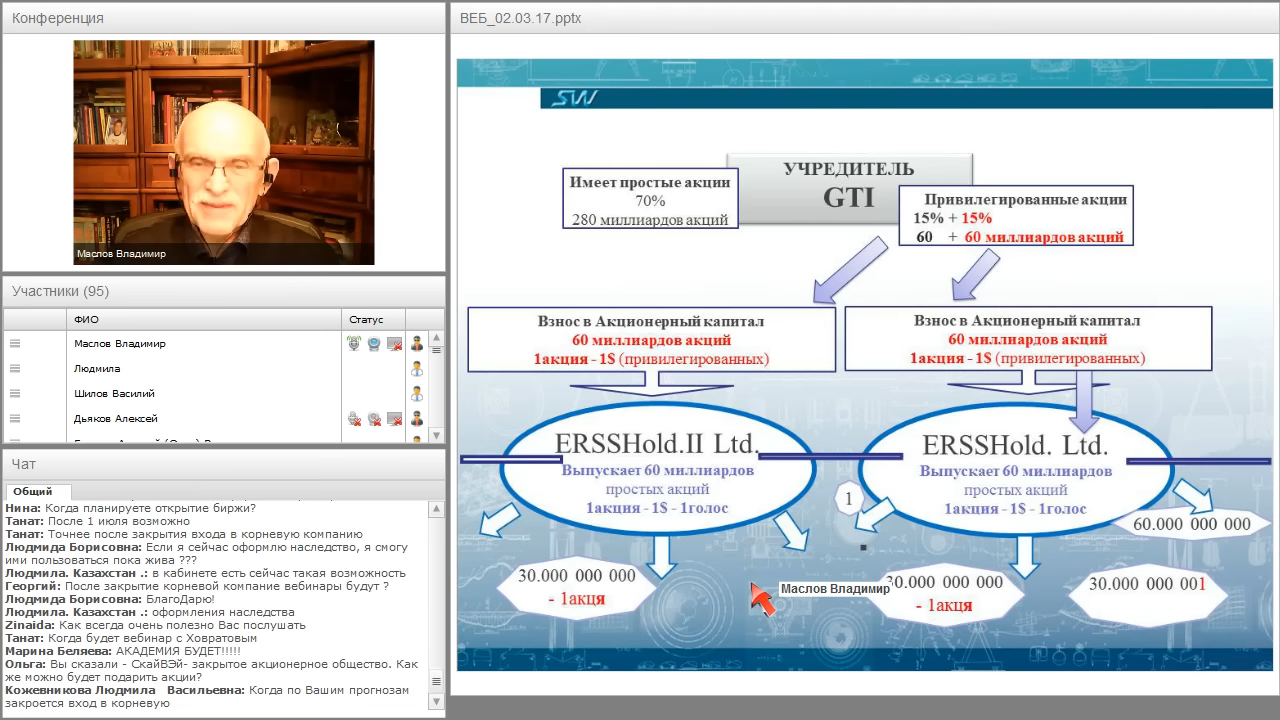 Конференция
Маслов Владимир
Участники (95)
ФИО
Статус
Маслов Владимир
Людмила
Шилов Василий
Дьяков Алексей
Чат
Общий
Нина: Когда планируете открытие биржи?
Танат: После 1 июля возможно
Танат: Точнее после закрытия входа в корневую компанию
Людмида Борисовна: Если я сейчас оформлю наследство, а смогу
ими пользоваться пока жива ???
Людмила. Казахстан .: в кабинете есть сейчас такая возможность
Георгий: После закрытие корневой компание вебинары будут ?
Людмида Борисовна: БлагоДарю!
Людмила. Казахстан .: оформления наследства
Zinaida: Как всегда очень полезно Вас послушать
Танат: Когда будет вебинар с Ховратовым
Марина Беляева: АКАДЕМИЯ БУДЕТ!!!!!
Ольга: Вы сказали - СкайВЭй- закрытое акционерное общество. Как
же можно будет подарить акции?
Кожевникова Людмила Васильевна: Когда по Вашим прогнозам
закроется вход в корневую
ВЕБ_02.03.17.pptx
SW
УЧРЕДИТЕЛЬ
GTI
Имеет простые акции
70%
280 миллиардов акций
Привилегированные акции
15% + 15%
60 + 60 миллиардов акций
Взнос в Акционерный капитал
60 миллиардов акций
1акция - 1$ (привилегированных)
Взнос в Акционерный капитал
60 миллиардов акций
1акция - 1$ (привилегированных)
ERSSHold.II Ltd.
Выпускает 60 миллиардов
простых акций
1акция - 1$ - 1голос
ERSSHold. Ltd.
Выпускает 60 миллиардов
простых акций
1акция - 1$ - 1голос
1
60.000 000 000
30.000 000 000
- 1акця
Маслов Владимир
30.000 000 000
- 1акця
30.000 000 001